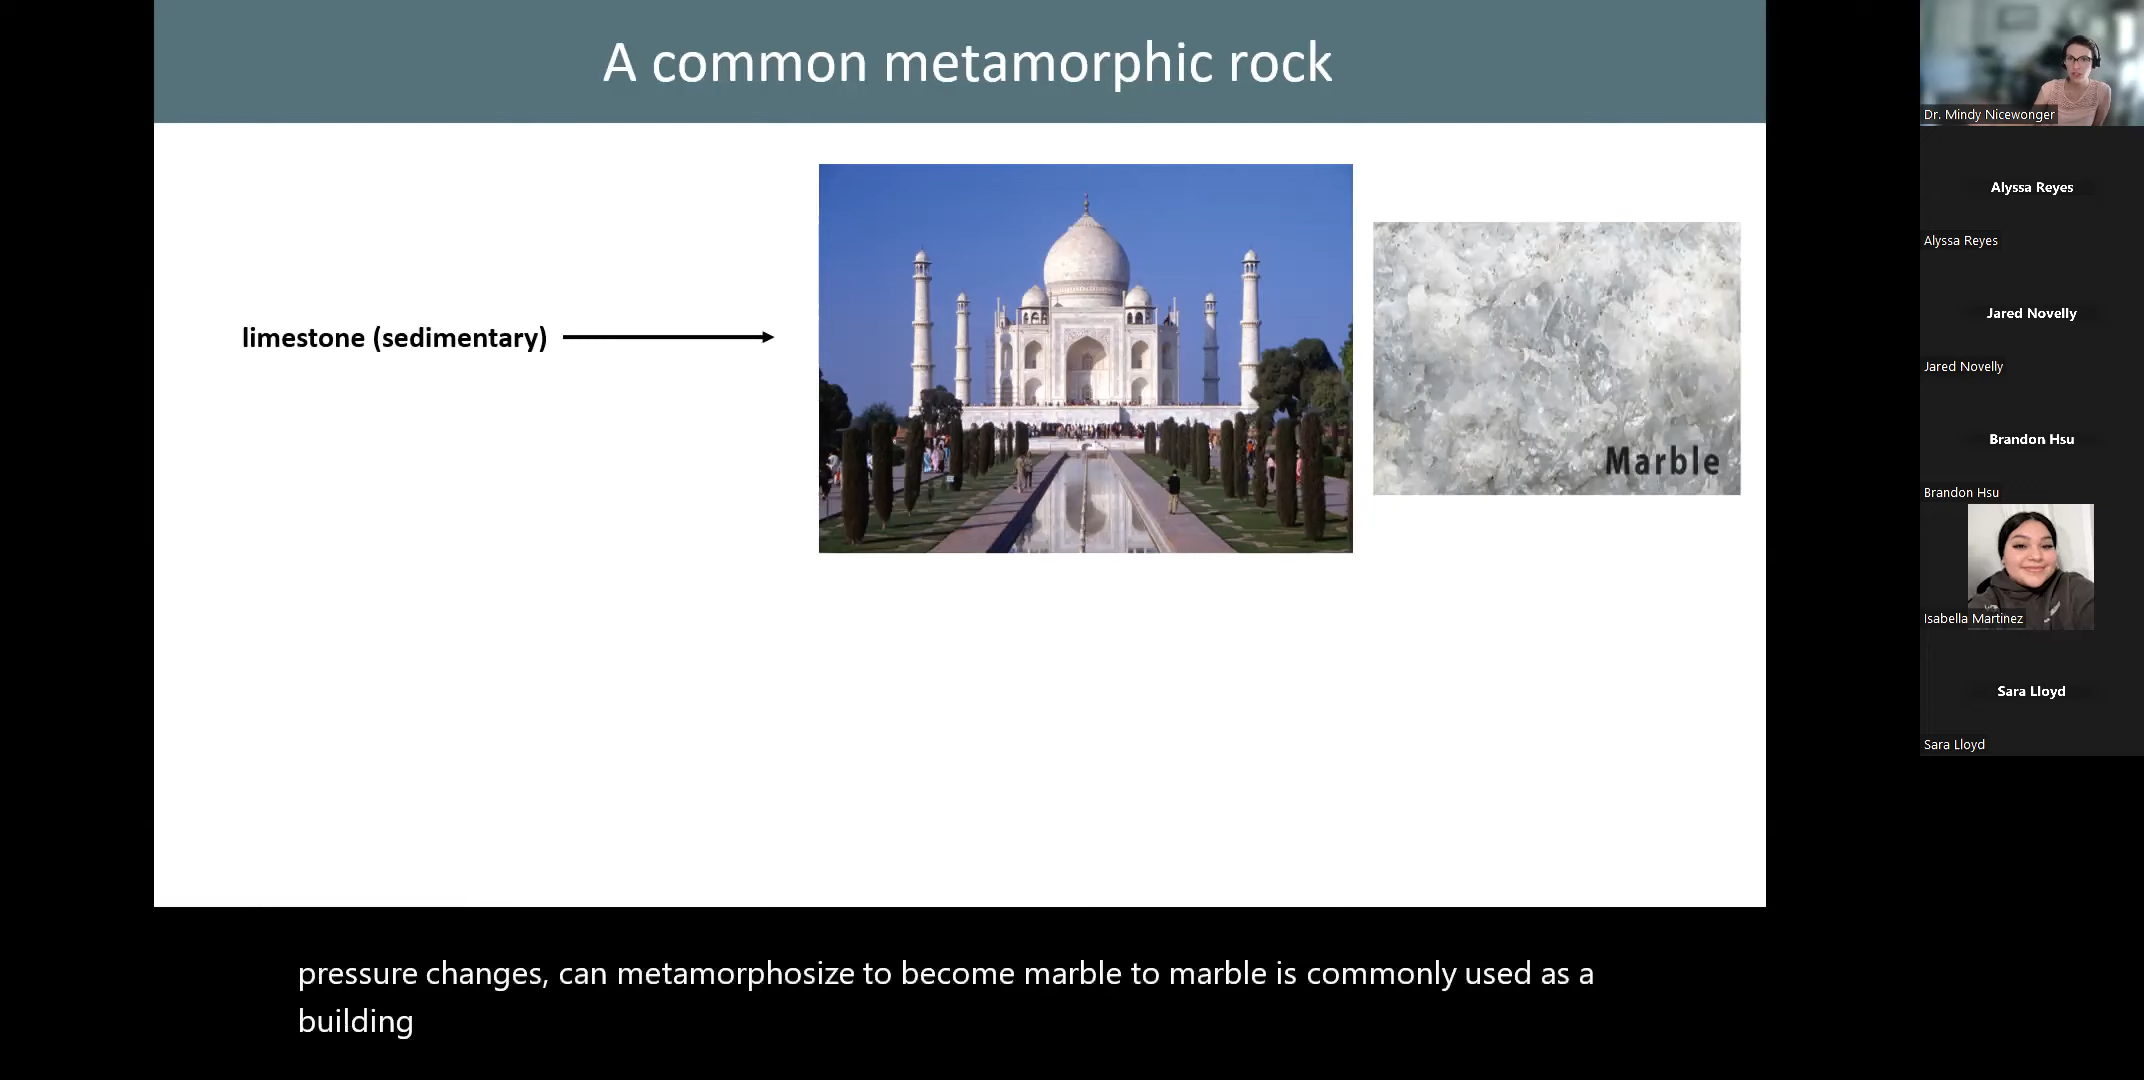 A common metamorphic rock
limestone (sedimentary)
Marble
pressure changes, can metamorphosize to become marble to marble is commonly used as a
building
Dr. Mindy Nicewonger
Alyssa Reyes
Alyssa Reyes
Jared Novelly
Jared Novelly
Brandon Hsu
Brandon Hsu
Isabella Martinez
Sara Lloyd
Sara Lloyd